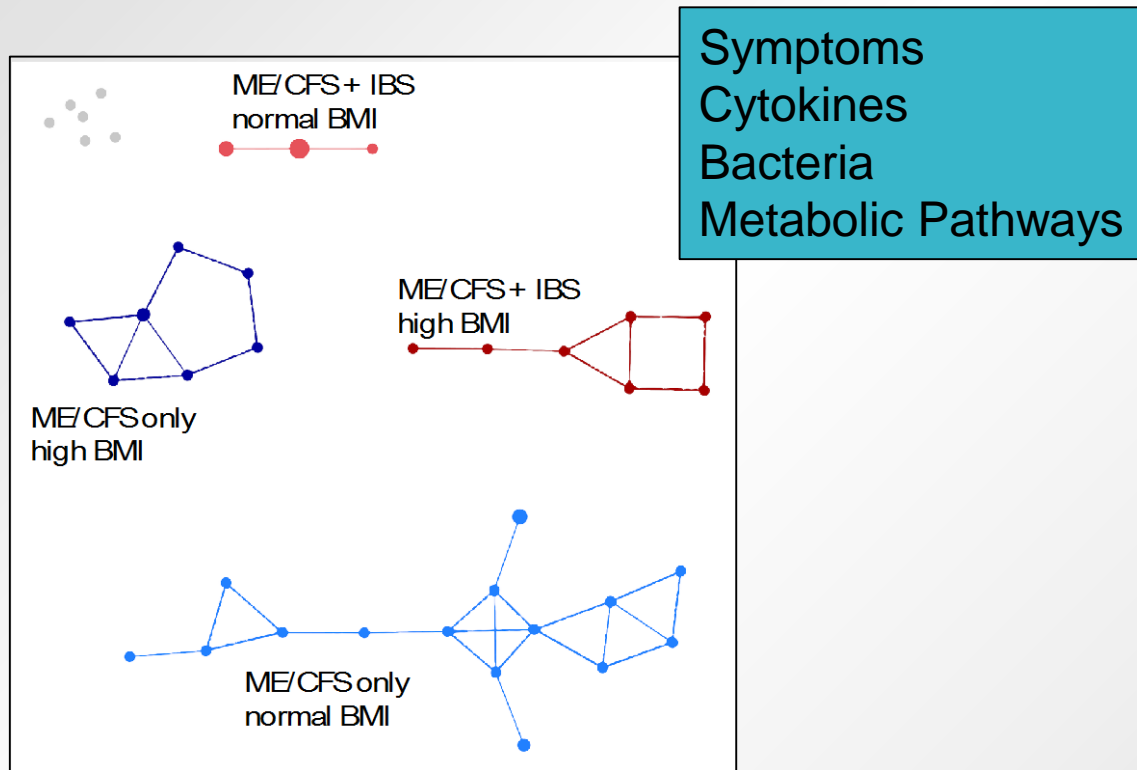 Symptoms
Cytokines
Bacteria
Metabolic Pathways
ME/CFS + IBS
normal BMI
ME/CFS + IBS
high BMI
ME/CFS only
high BMI
ME/CFS only
normal BMI